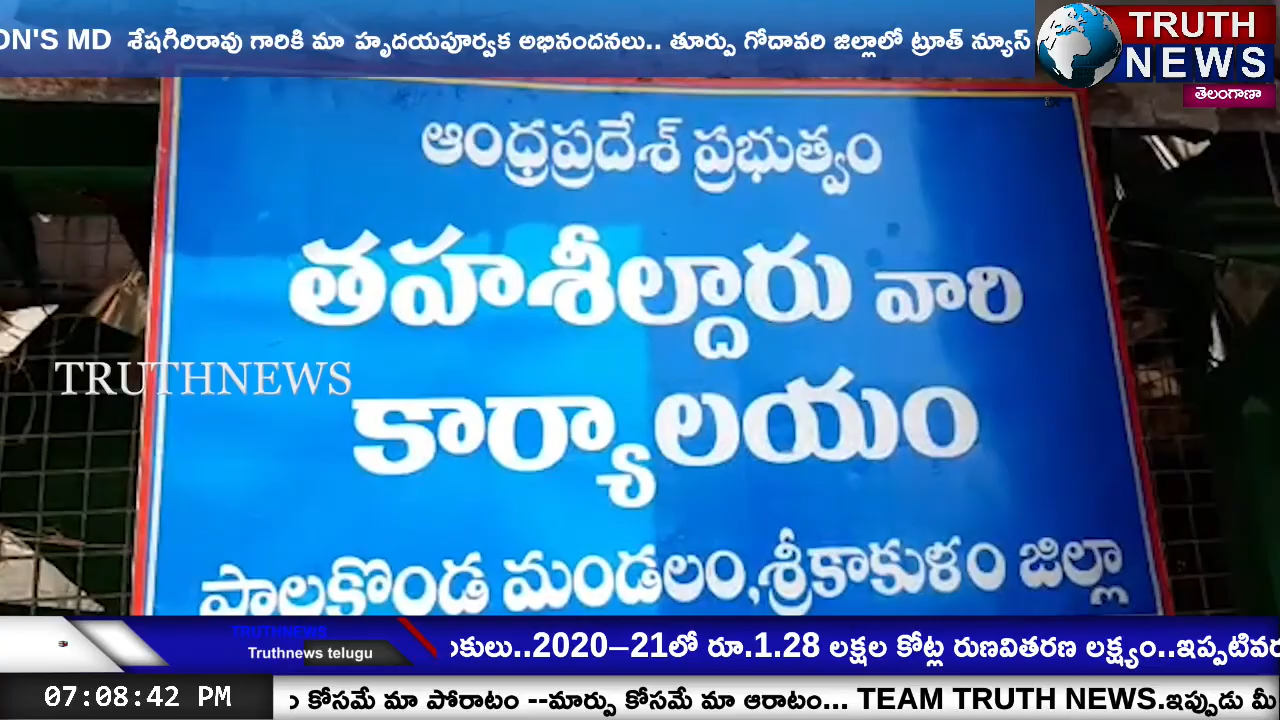 ON'S MD శేషగిరిరావు గారికి మా హృదయపూర్వక అభినందనలు.. తూర్పు గోదావరి జిల్లాలో ట్రూత్ న్యూస్
TRUTH
NEWS
తెలంగాణా
ఆంధ్రప్రదేశ్ ప్రభుత్వం
తహశీల్దారు వారి
TRUTHNEWS
కార్యాలయం
పాలకొండ మండలం,శ్రీకాకుళం జిల్లా
TRUTHNEWS
Truthnews telugu
కులు..2020–21లో రూ.1.28 లక్షల కోట్ల రుణవితరణ లక్ష్యం..ఇప్పటివర
07:08:42 PM
కోసమే మా పోరాటం --మార్పు కోసమే మా ఆరాటం... TEAM TRUTH NEWS.ఇప్పుడు మీ